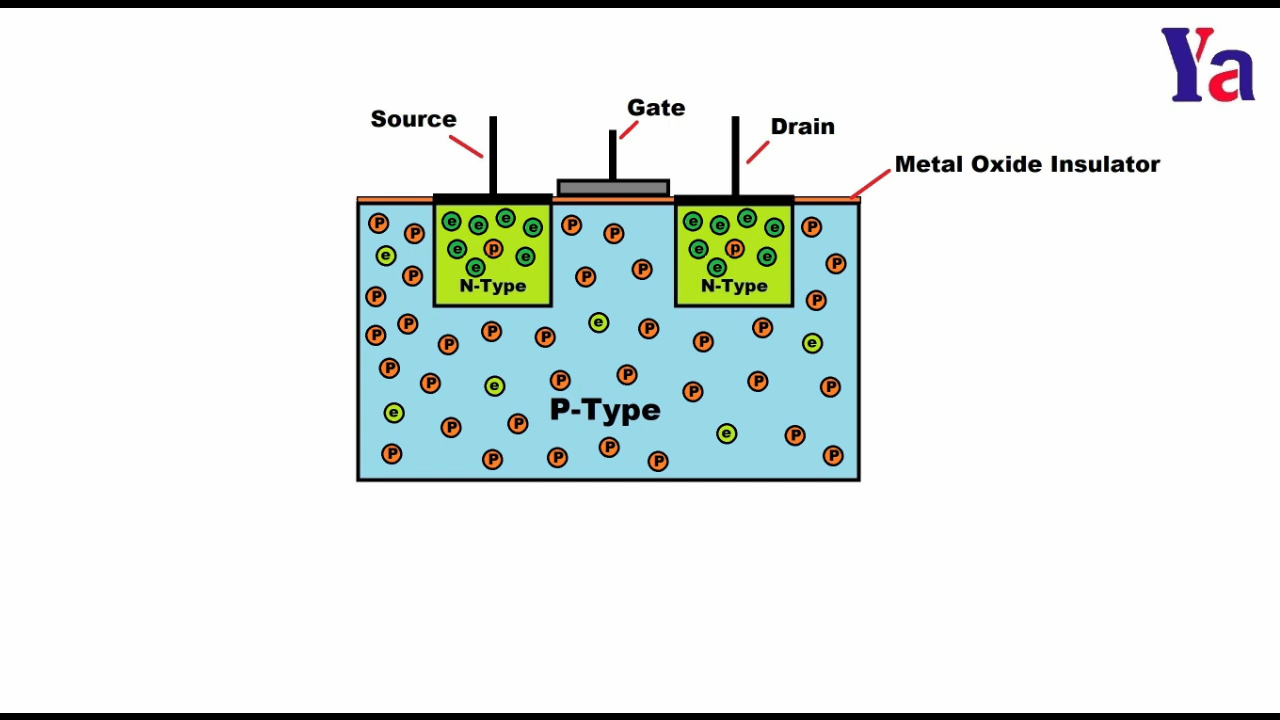 Ya
Gate
Source
Drain
Metal Oxide Insulator
P P e P P P P P
e e e e e p e e
N-Type
P P P P
e e e e e p e e
N-Type
P P P
P P P e P P P P e
P P e P P P P P
e P P P-Type e P
P P P P P P